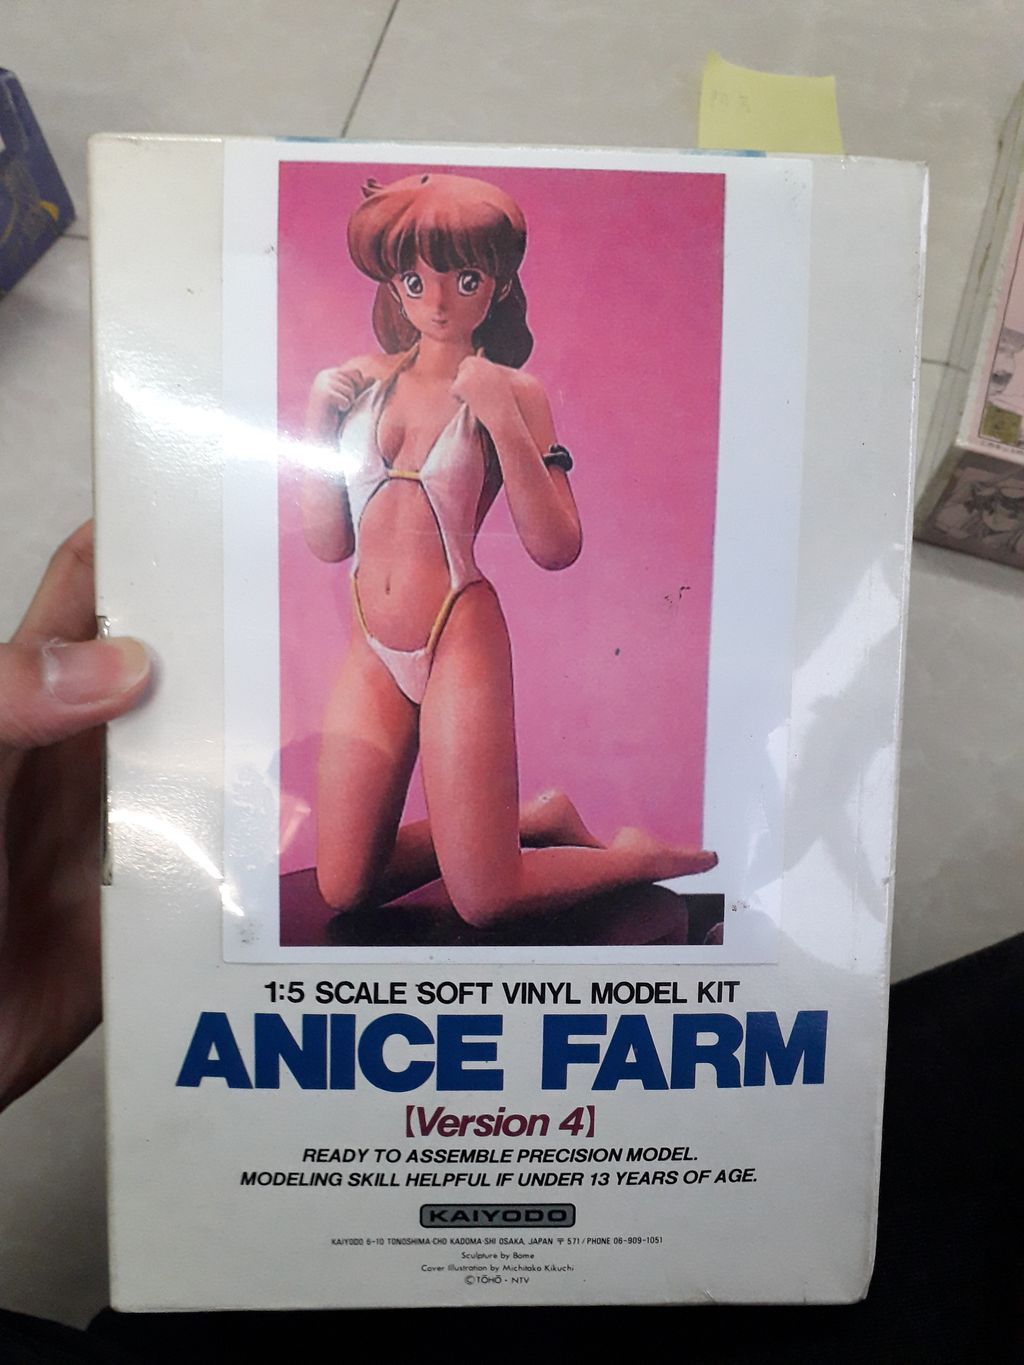 1:5 SCALE SOFT VINYL MODEL KIT
ANICE FARM
【Version 4】
READY TO ASSEMBLE PRECISION MODEL.
MODELING SKILL HELPFUL IF UNDER 13 YEARS OF AGE.
KAIYODO
KAIYODO 6-10 TONOSHIMA-CHO KADOMA-SHI OSAKA, JAPAN 〒571/PHONE 06-909-1051
Sculpture by Bome
Cover Illustration by Michitaka Kikuchi
©TŌHŌ・NTV